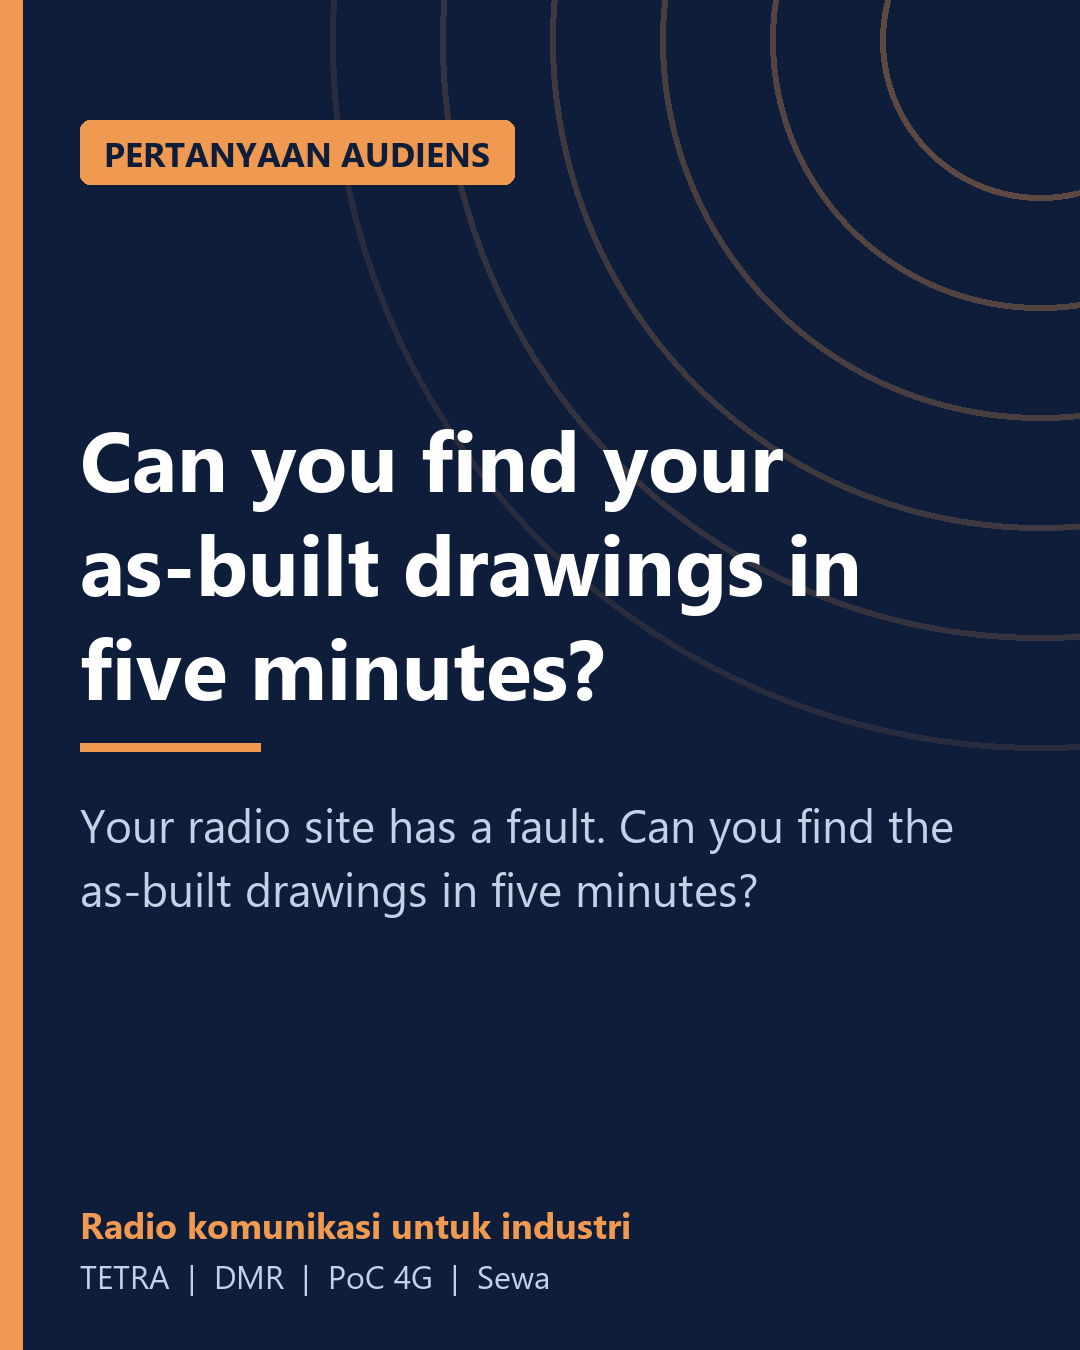 PERTANYAAN AUDIENS
Can you find your
as-built drawings in
five minutes?
Your radio site has a fault. Can you find the
as-built drawings in five minutes?
Radio komunikasi untuk industri
TETRA | DMR | PoC 4G | Sewa